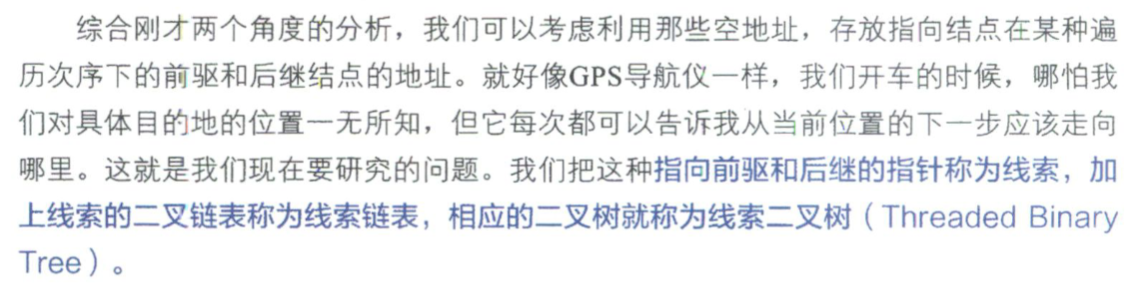 综合刚才两个角度的分析，我们可以考虑利用那些空地址，存放指向结点在某种遍
历次序下的前驱和后继结点的地址。就好像GPS导航仪一样，我们开车的时候，哪怕我
们对具体目的地的位置一无所知，但它每次都可以告诉我从当前位置的下一步应该走向
哪里。这就是我们现在要研究的问题。我们把这种指向前驱和后继的指针称为线索，加
上线索的二叉链表称为线索链表，相应的二叉树就称为线索二叉树（Threaded Binary
Tree）。